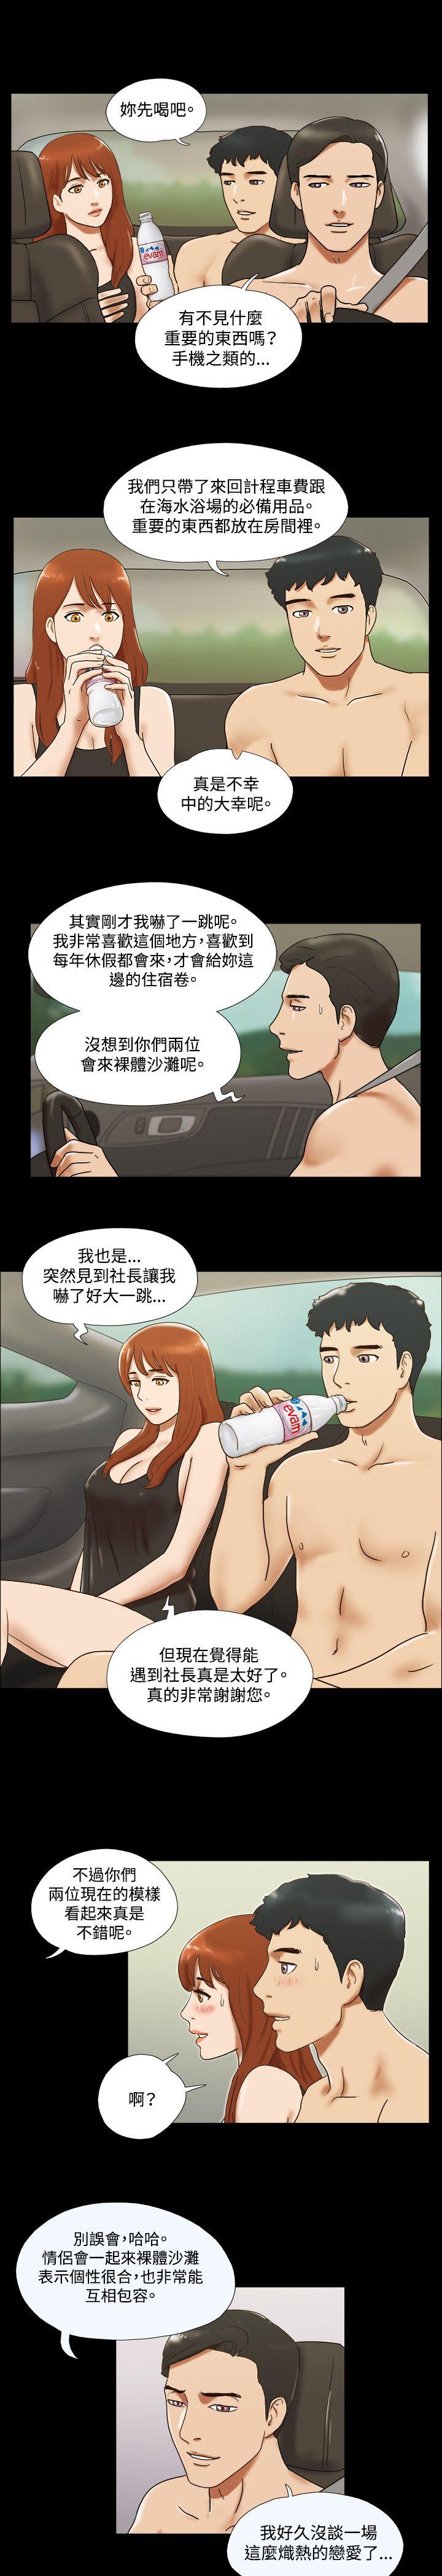 妳先喝吧。
evam
有不見什麼
重要的東西嗎？
手機之類的...
我們只帶了來回計程車費跟
在海水浴場的必備用品。
重要的東西都放在房間裡。
真是不幸
中的大幸呢。
其實剛才我嚇了一跳呢。
我非常喜歡這個地方，喜歡到
每年休假都會來，才會給妳這
邊的住宿卷。
沒想到你們兩位
會來裸體沙灘呢。
我也是...
突然見到社長讓我
嚇了好大一跳...
evam
但現在覺得能
遇到社長真是太好了。
真的非常謝謝您。
不過你們
兩位現在的模樣
看起來真是
不錯呢。
啊？
別誤會，哈哈。
情侶會一起來裸體沙灘
表示個性很合，也非常能
互相包容。
我好久沒談一場
這麼熾熱的戀愛了...